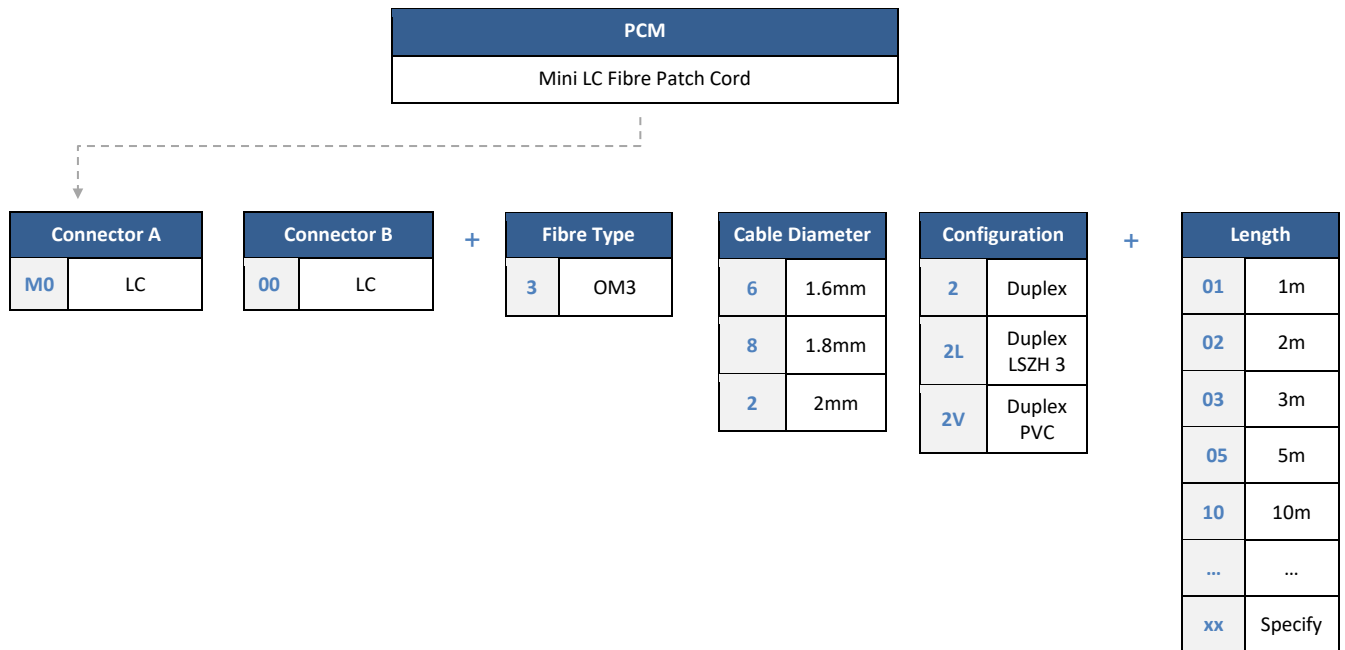 PCM
Mini LC Fibre Patch Cord
Connector A
M0 LC
Connector B
00 LC
+
Fibre Type
3 OM3
Cable Diameter
6 1.6mm
8 1.8mm
2 2mm
Configuration
2 Duplex
2L Duplex
LSZH 3
2V Duplex
PVC
+
Length
01 1m
02 2m
03 3m
05 5m
10 10m
... ...
xx Specify